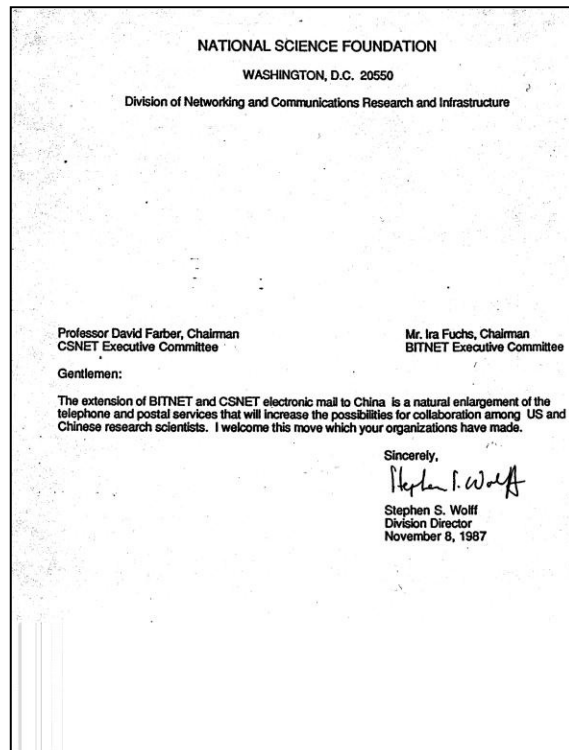 NATIONAL SCIENCE FOUNDATION
WASHINGTON, D.C. 20550
Division of Networking and Communications Research and Infrastructure
Professor David Farber, Chairman
CSNET Executive Committee
Mr. Ira Fuchs, Chairman
BITNET Executive Committee
Gentlemen:
The extension of BITNET and CSNET electronic mail to China is a natural enlargement of the
telephone and postal services that will increase the possibilities for collaboration among US and
Chinese research scientists. I welcome this move which your organizations have made.
Sincerely,
Stephen S. Wolff
Stephen S. Wolff
Division Director
November 8, 1987